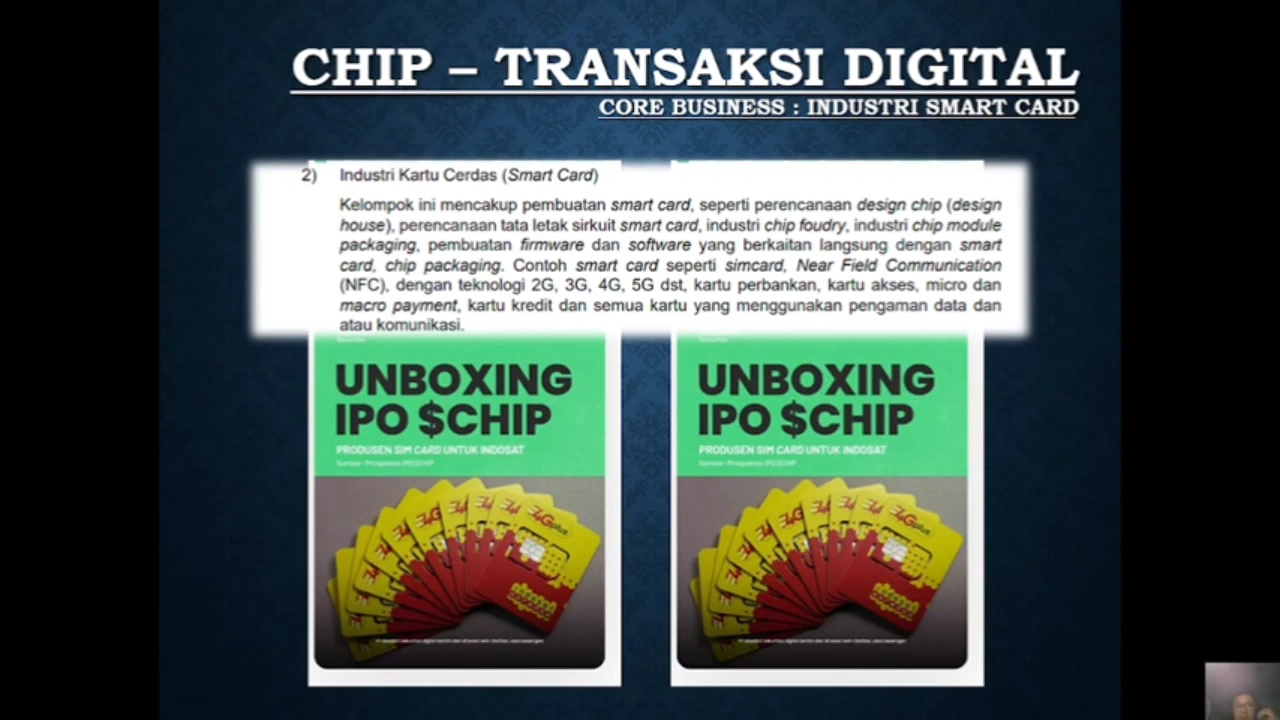 CHIP – TRANSAKSI DIGITAL
CORE BUSINESS : INDUSTRI SMART CARD
2) Industri Kartu Cerdas (Smart Card)
Kelompok ini mencakup pembuatan smart card, seperti perencanaan design chip (design
house), perencanaan tata letak sirkuit smart card, industri chip foudry, industri chip module
packaging, pembuatan firmware dan software yang berkaitan langsung dengan smart
card, chip packaging. Contoh smart card seperti simcard, Near Field Communication
(NFC), dengan teknologi 2G, 3G, 4G, 5G dst, kartu perbankan, kartu akses, micro dan
macro payment, kartu kredit dan semua kartu yang menggunakan pengaman data dan
atau komunikasi.
UNBOXING
IPO $CHIP
PRODUSEN SIM CARD UNTUK INDOSAT
Sumber: Prospektus IPO $CHIP
UNBOXING
IPO $CHIP
PRODUSEN SIM CARD UNTUK INDOSAT
Sumber: Prospektus IPO $CHIP